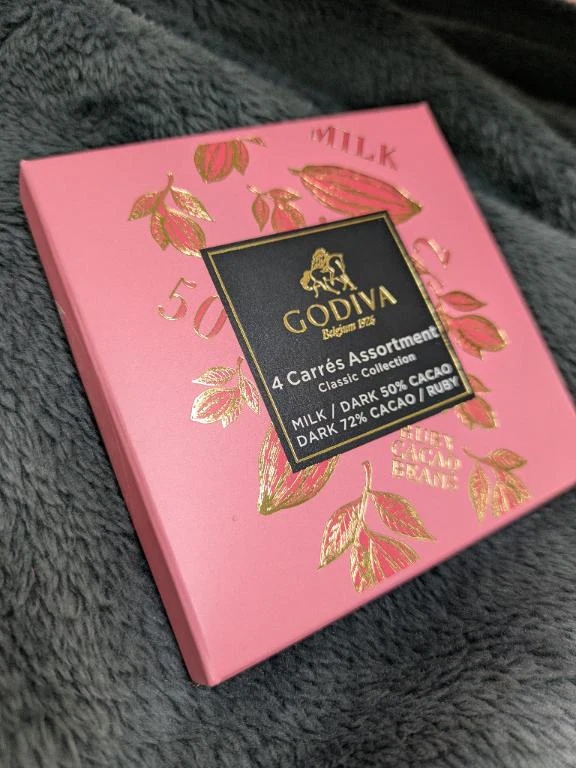 MILK
50
GODIVA
Belgium 1926
4 Carrés Assortment
Classic Collection
MILK / DARK 50% CACAO
DARK 72% CACAO / RUBY
RUBY
CACAO
BEANS